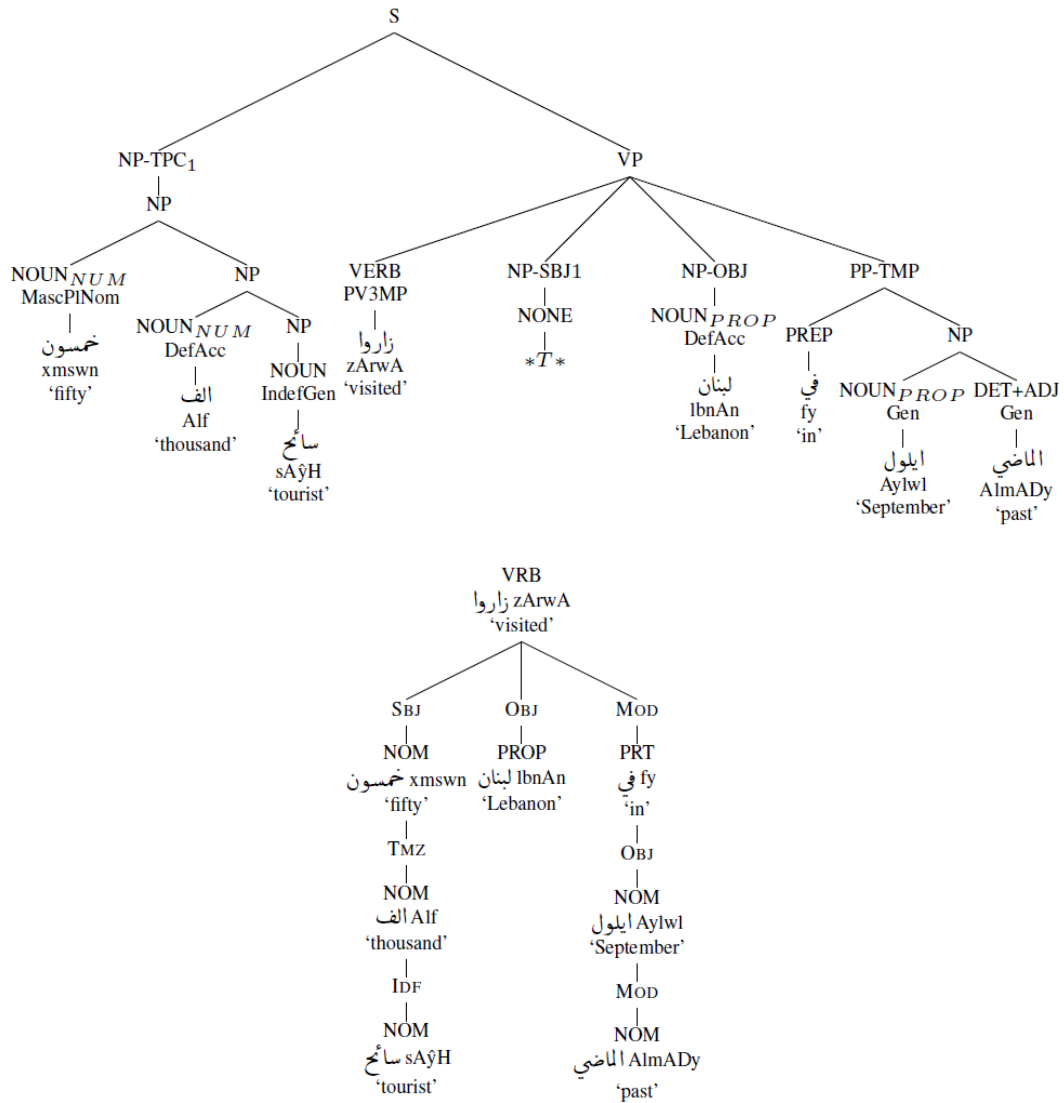 S
NP-TPC1 VP
NP
NOUN_NUM NP VERB NP-SBJ1 NP-OBJ PP-TMP
MascPlNom PV3MP
خمسون NOUN_NUM NP زاروا NONE NOUN_PROP PREP NP
xmswn DefAcc zArwA DefAcc
‘fifty’ الف NOUN ‘visited’ *T* لبنان في NOUN_PROP DET+ADJ
Alf IndefGen lbnAn fy Gen Gen
‘thousand’ سائح ‘Lebanon’ ‘in’ ايلول الماضي
sAŷH Aylwl AlmADy
‘tourist’ ‘September’ ‘past’
VRB
زاروا zArwA
‘visited’
SBJ OBJ MOD
NOM PROP PRT
خمسون xmswn لبنان lbnAn في fy
‘fifty’ ‘Lebanon’ ‘in’
TMZ OBJ
NOM NOM
الف Alf ايلول Aylwl
‘thousand’ ‘September’
IDF MOD
NOM NOM
سائح sAŷH الماضي AlmADy
‘tourist’ ‘past’